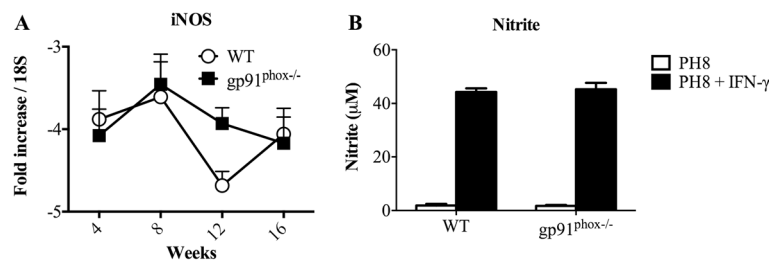 A
iNOS
WT
gp91phox-/-
Fold increase / 18S
-3
-4
-5
4
8
12
16
Weeks
B
Nitrite
PH8
PH8 + IFN-γ
Nitrite (μM)
60
40
20
0
WT
gp91phox-/-